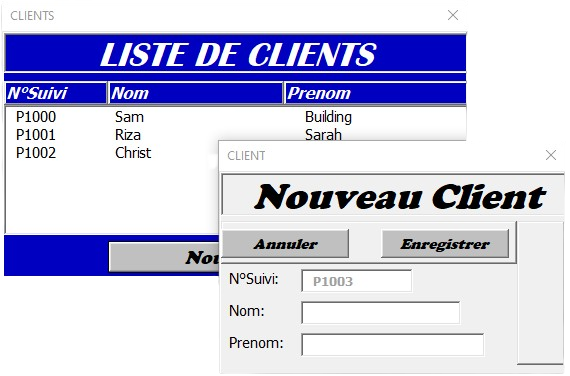 CLIENTS
LISTE DE CLIENTS
N°Suivi Nom Prenom
P1000 Sam Building
P1001 Riza Sarah
P1002 Christ
CLIENT
Nouveau Client
Annuler Enregistrer
N°Suivi: P1003
Nom:
Prenom: